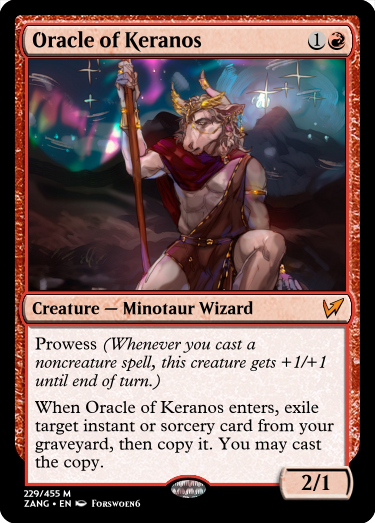 Oracle of Keranos 1
Creature — Minotaur Wizard
Prowess (Whenever you cast a
noncreature spell, this creature gets +1/+1
until end of turn.)
When Oracle of Keranos enters, exile
target instant or sorcery card from your
graveyard, then copy it. You may cast
the copy.
2/1
229/455 M
ZANG • EN Forswoen6